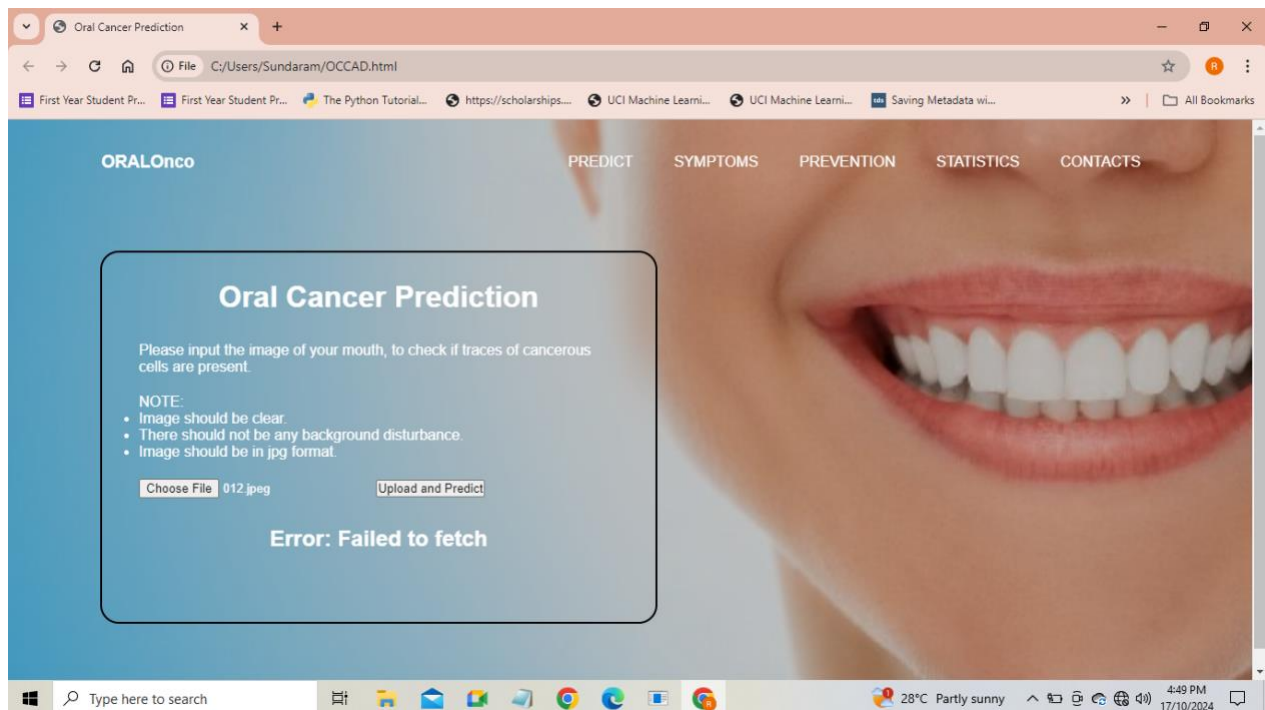 Oral Cancer Prediction
File C:/Users/Sundaram/OCCAD.html R
First Year Student Pr... First Year Student Pr... The Python Tutorial... https://scholarships.... UCI Machine Learni... UCI Machine Learni... tds Saving Metadata wi... » All Bookmarks
ORALOnco PREDICT SYMPTOMS PREVENTION STATISTICS CONTACTS
Oral Cancer Prediction
Please input the image of your mouth, to check if traces of cancerous
cells are present.
NOTE:
• Image should be clear.
• There should not be any background disturbance.
• Image should be in jpg format.
Choose File 012.jpeg Upload and Predict
Error: Failed to fetch
Type here to search 28°C Partly sunny 4:49 PM
17/10/2024